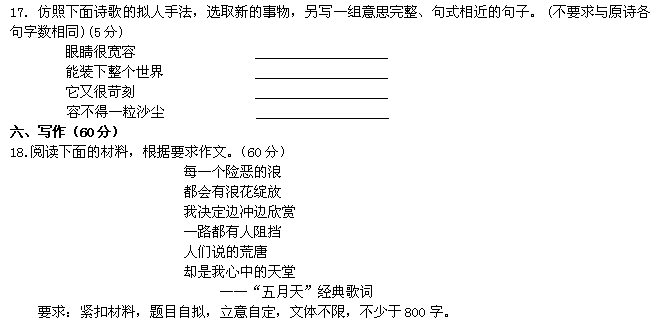 17. 仿照下面诗歌的拟人手法，选取新的事物，另写一组意思完整、句式相近的句子。(不要求与原诗各
句字数相同)(5分)
眼睛很宽容 ____________________
能装下整个世界 ____________________
它又很苛刻 ____________________
容不得一粒沙尘 ____________________
六、写作（60分）
18.阅读下面的材料，根据要求作文。(60分)
每一个险恶的浪
都会有浪花绽放
我决定边冲边欣赏
一路都有人阻挡
人们说的荒唐
却是我心中的天堂
——“五月天”经典歌词
要求：紧扣材料，题目自拟，立意自定，文体不限，不少于800字。